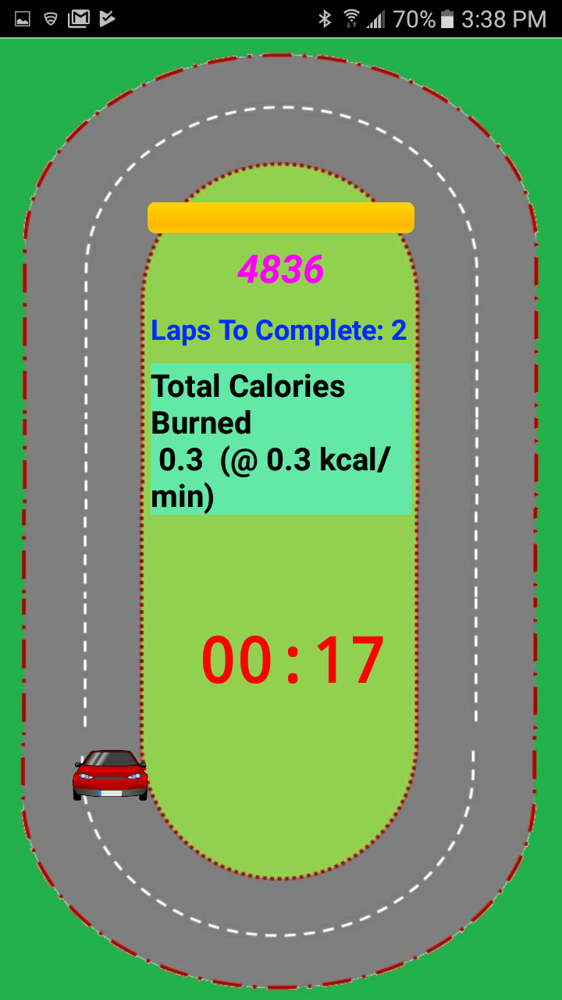 70% 3:38 PM
4836
Laps To Complete: 2
Total Calories
Burned
0.3 (@ 0.3 kcal/
min)
00:17